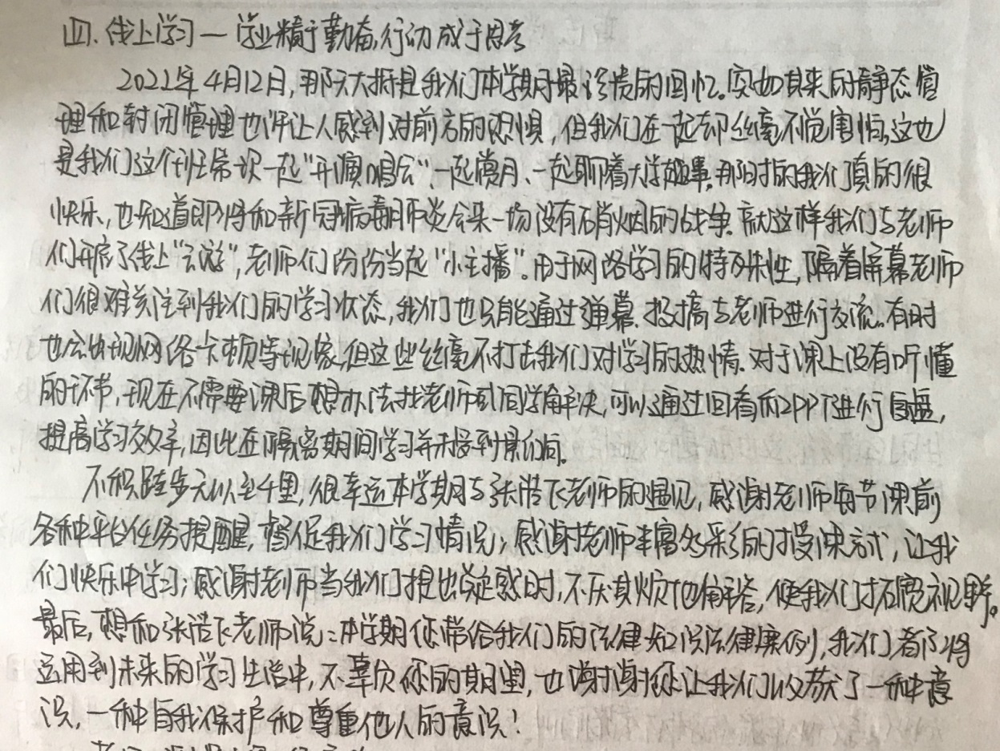 四、线上学习—学业精于勤奋,行动成于思考
2022年4月12日,那天大抵是我们本学期最珍贵的回忆。突如其来的静态管
理和封闭管理也许让人感到对前方的恐惧,但我们在一起却丝毫不觉害怕,这也
是我们这个班常次一起"开演唱会"、一起赏月、一起聊着大学趣事,那时的我们真的很
快乐,也知道即将和新冠病毒肺炎会来一场没有硝烟的战争。就这样我们与老师
们开启了线上"云游",老师们份份当起"小主播"。由于网络学习的特殊性,隔着屏幕老师
们很难关注到我们的学习状态,我们也只能通过弹幕、投稿与老师进行交流。有时
也会出现网络卡顿等现象,但这些丝毫不打击我们对学习的热情。对于课上没有听懂
的环节,现在不需要课后想办法找老师或同学解决,可以通过回看和PPT进行复盘,
提高学习效率,因此在隔离期间学习并未接到影响。
不积跬步无以至千里,很幸运本学期与张浩飞老师的遇见,感谢老师每节课前
各种平台任务提醒,督促我们学习情况;感谢老师丰富多彩的授课方式,让我
们快乐中学习;感谢老师当我们提出疑惑时,不厌其烦地解答,使我们拓宽视野。
最后,想和张浩飞老师说:本学期您带给我们的法律知识法律案例,我们都将
运用到未来的学习生活中,不辜负您的期望,也谢谢您让我们收获了一种意
识,一种自我保护和尊重他人的意识!